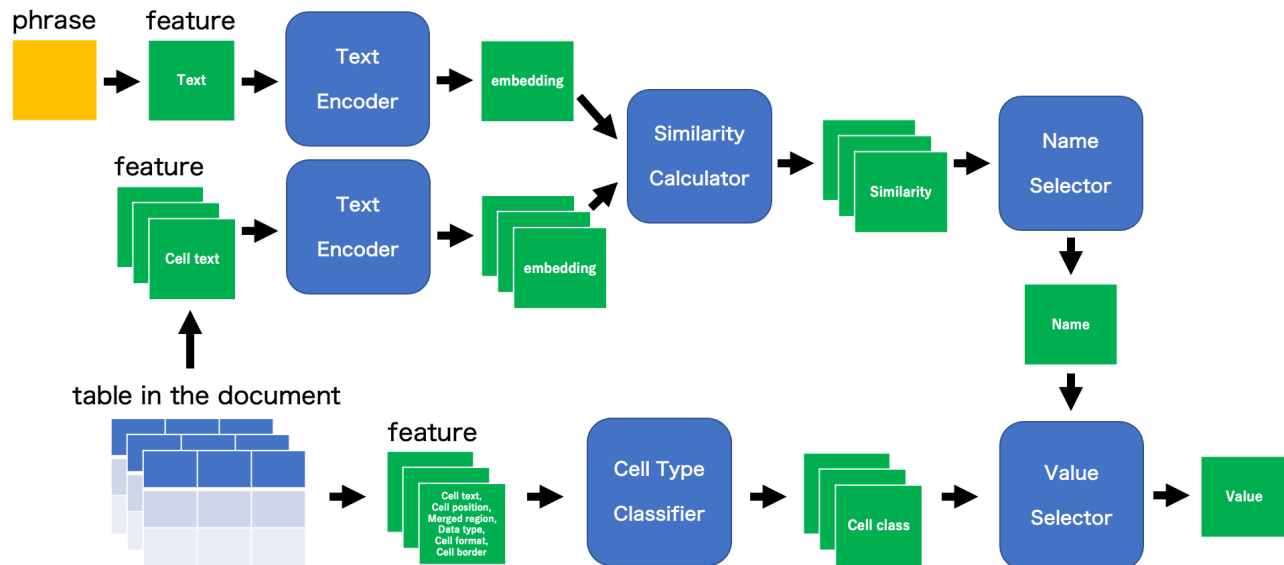 phrase
feature
Text
Text
Encoder
embedding
Similarity
Calculator
Similarity
Name
Selector
feature
Cell text
Text
Encoder
embedding
Name
table in the document
feature
Cell text,
Cell position,
Merged region,
Data type,
Cell format,
Cell border
Cell Type
Classifier
Cell class
Value
Selector
Value